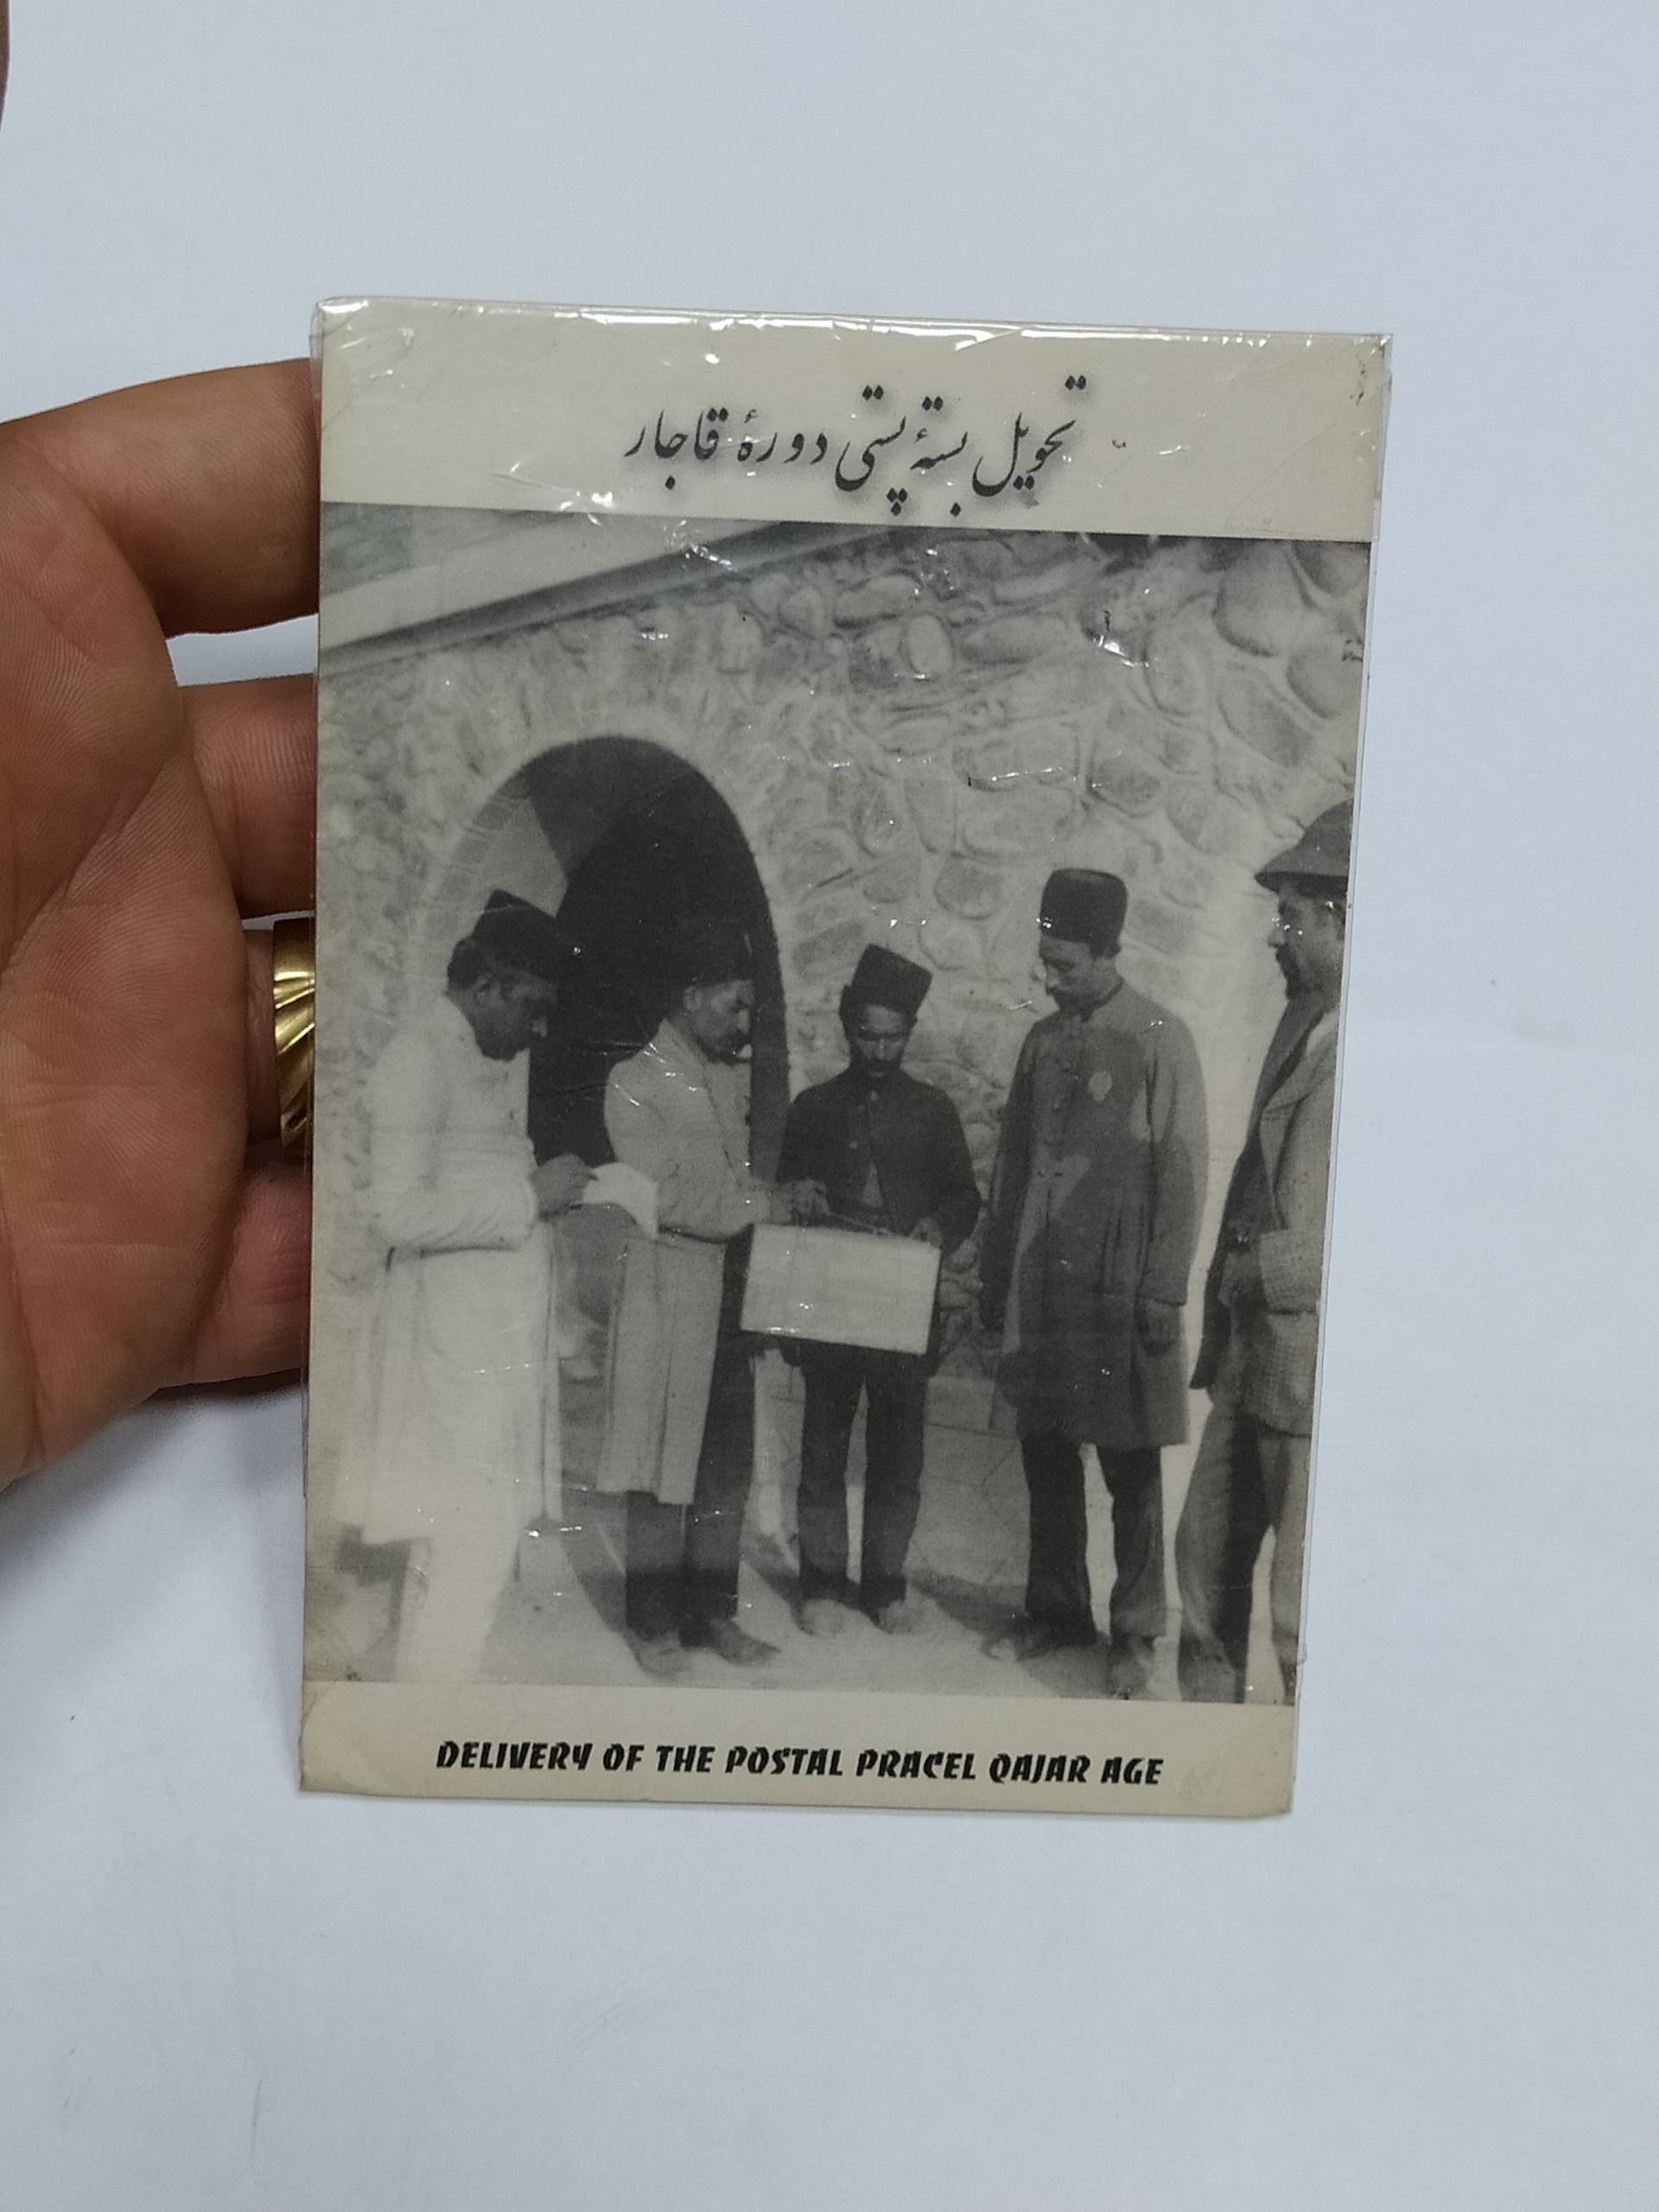 تحویل بستهٔ پستی دورهٔ قاجار
DELIVERY OF THE POSTAL PRACEL QAJAR AGE